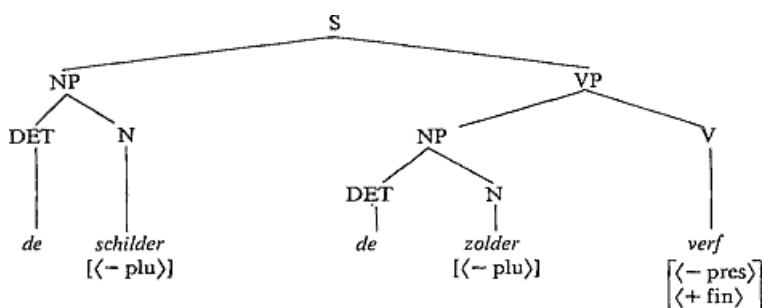 S
NP VP
DET N NP V
DET N
de schilder de zolder verf
[⟨− plu⟩] [⟨− plu⟩] [⟨− pres⟩
⟨+ fin⟩]